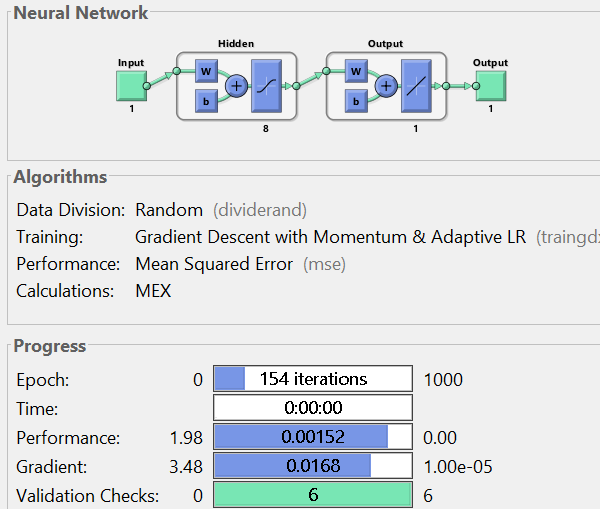 Neural Network
Hidden Output
Input Output
W W
b b
+ +
1 8 1 1
Algorithms
Data Division: Random (dividerand)
Training: Gradient Descent with Momentum & Adaptive LR (traingdx
Performance: Mean Squared Error (mse)
Calculations: MEX
Progress
Epoch: 0 154 iterations 1000
Time: 0:00:00
Performance: 1.98 0.00152 0.00
Gradient: 3.48 0.0168 1.00e-05
Validation Checks: 0 6 6